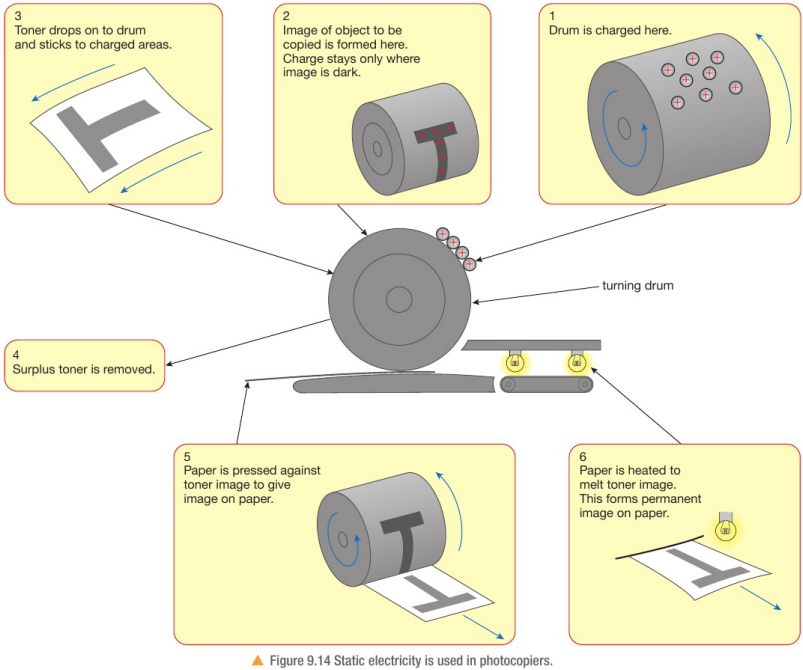 3
Toner drops on to drum
and sticks to charged areas.
2
Image of object to be
copied is formed here.
Charge stays only where
image is dark.
1
Drum is charged here.
turning drum
4
Surplus toner is removed.
5
Paper is pressed against
toner image to give
image on paper.
6
Paper is heated to
melt toner image.
This forms permanent
image on paper.
▲ Figure 9.14 Static electricity is used in photocopiers.